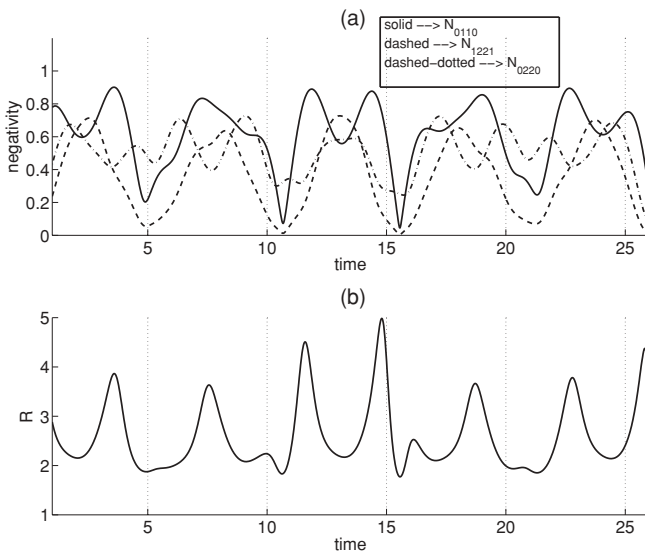 (a)
solid --> N0110
dashed --> N1221
dashed-dotted --> N0220
1
0.8
0.6
0.4
0.2
0
negativity
5 10 15 20 25
time
(b)
5
4
3
2
1
R
5 10 15 20 25
time